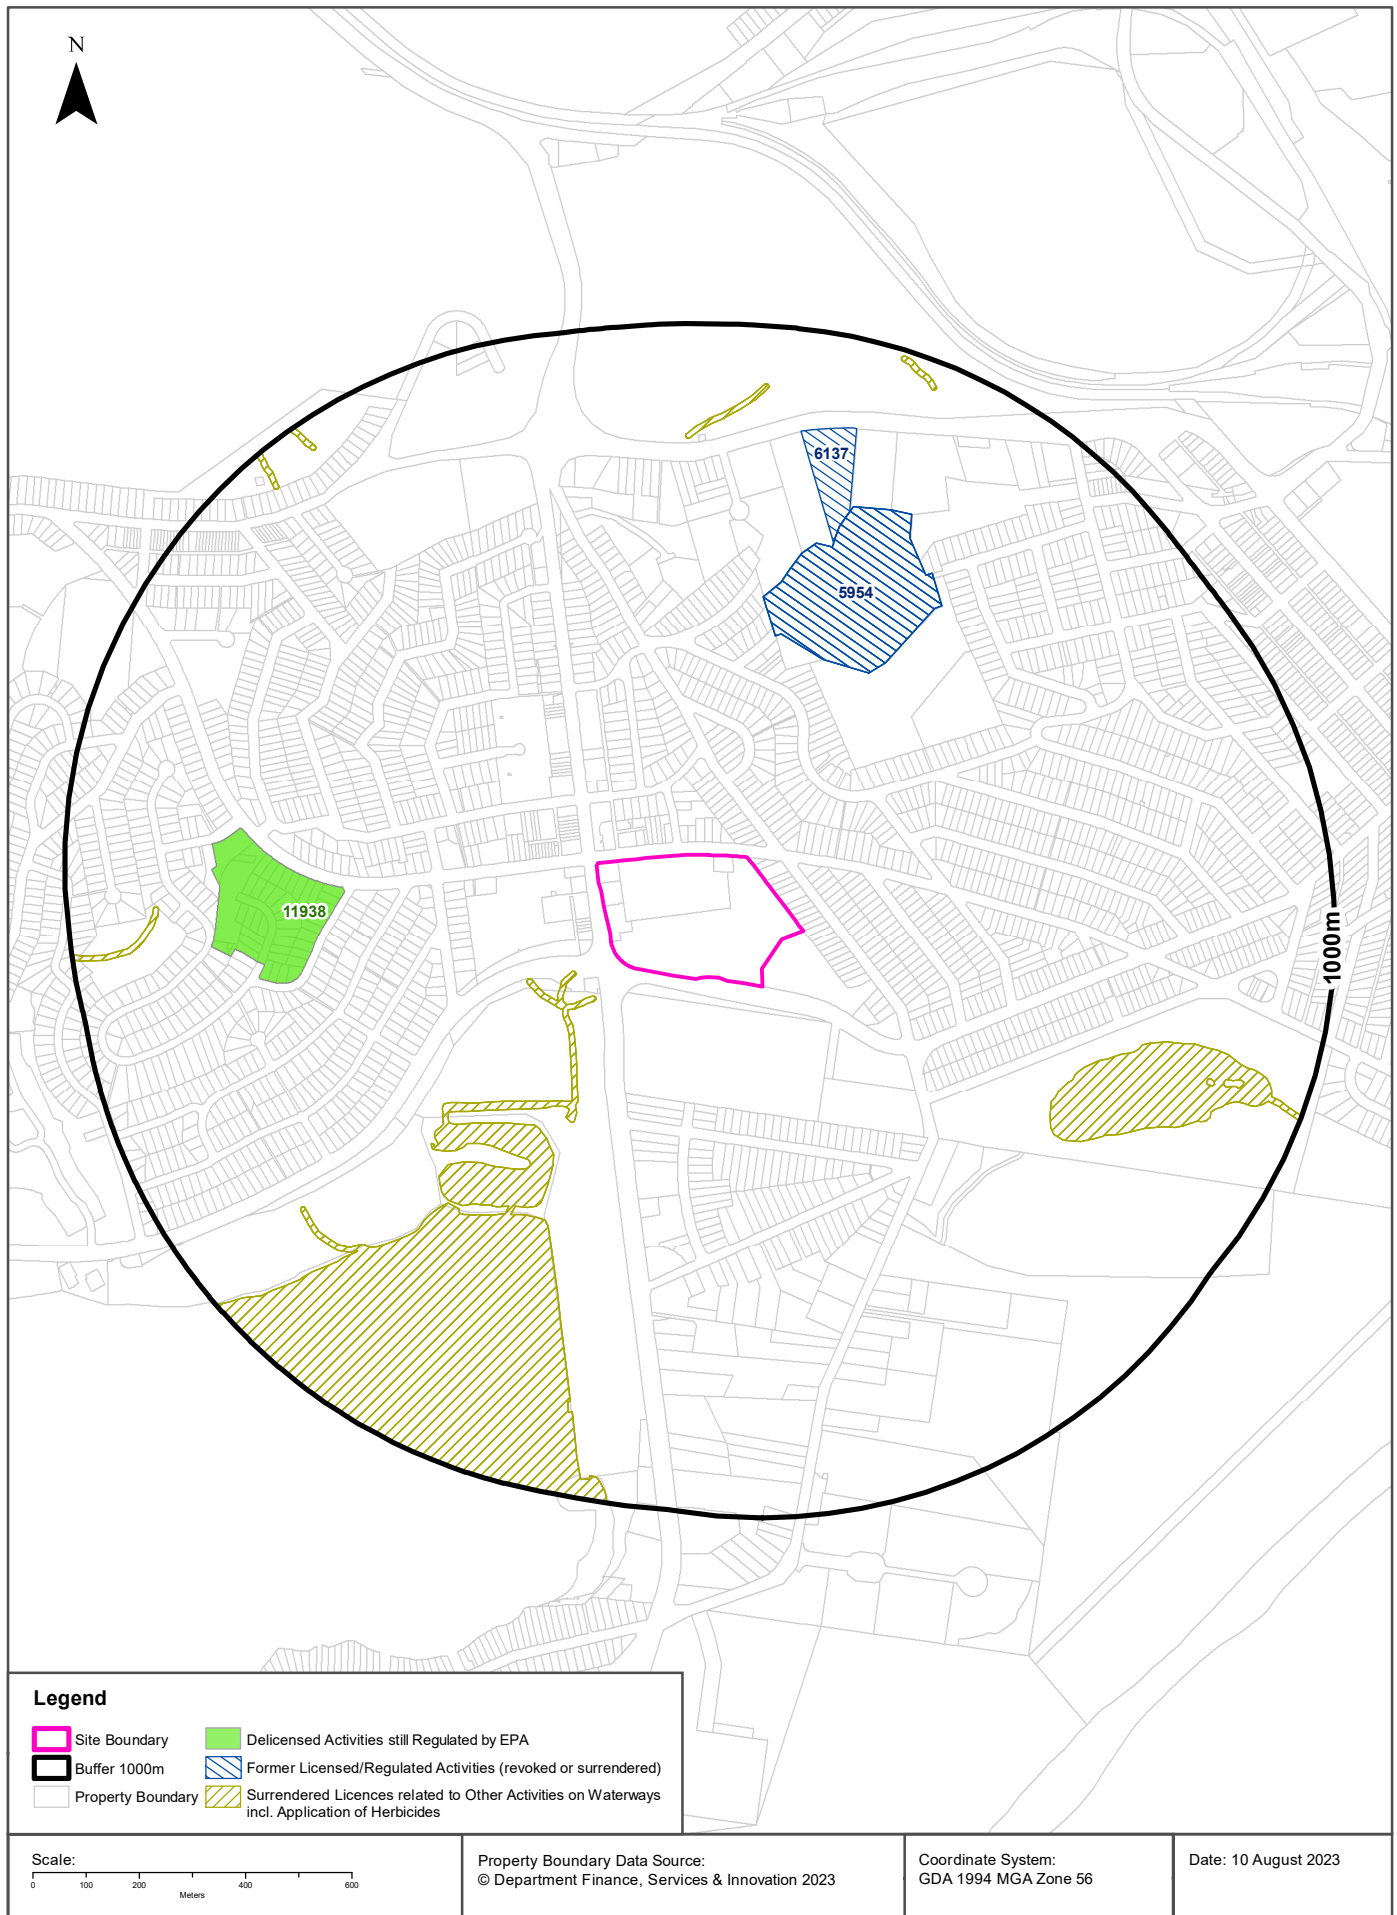 N
6137
5954
11938
1000m
Legend
Site Boundary
Buffer 1000m
Property Boundary
Delicensed Activities still Regulated by EPA
Former Licensed/Regulated Activities (revoked or surrendered)
Surrendered Licences related to Other Activities on Waterways
incl. Application of Herbicides
Scale:
0 100 200 400 600
Meters
Property Boundary Data Source:
© Department Finance, Services & Innovation 2023
Coordinate System:
GDA 1994 MGA Zone 56
Date: 10 August 2023